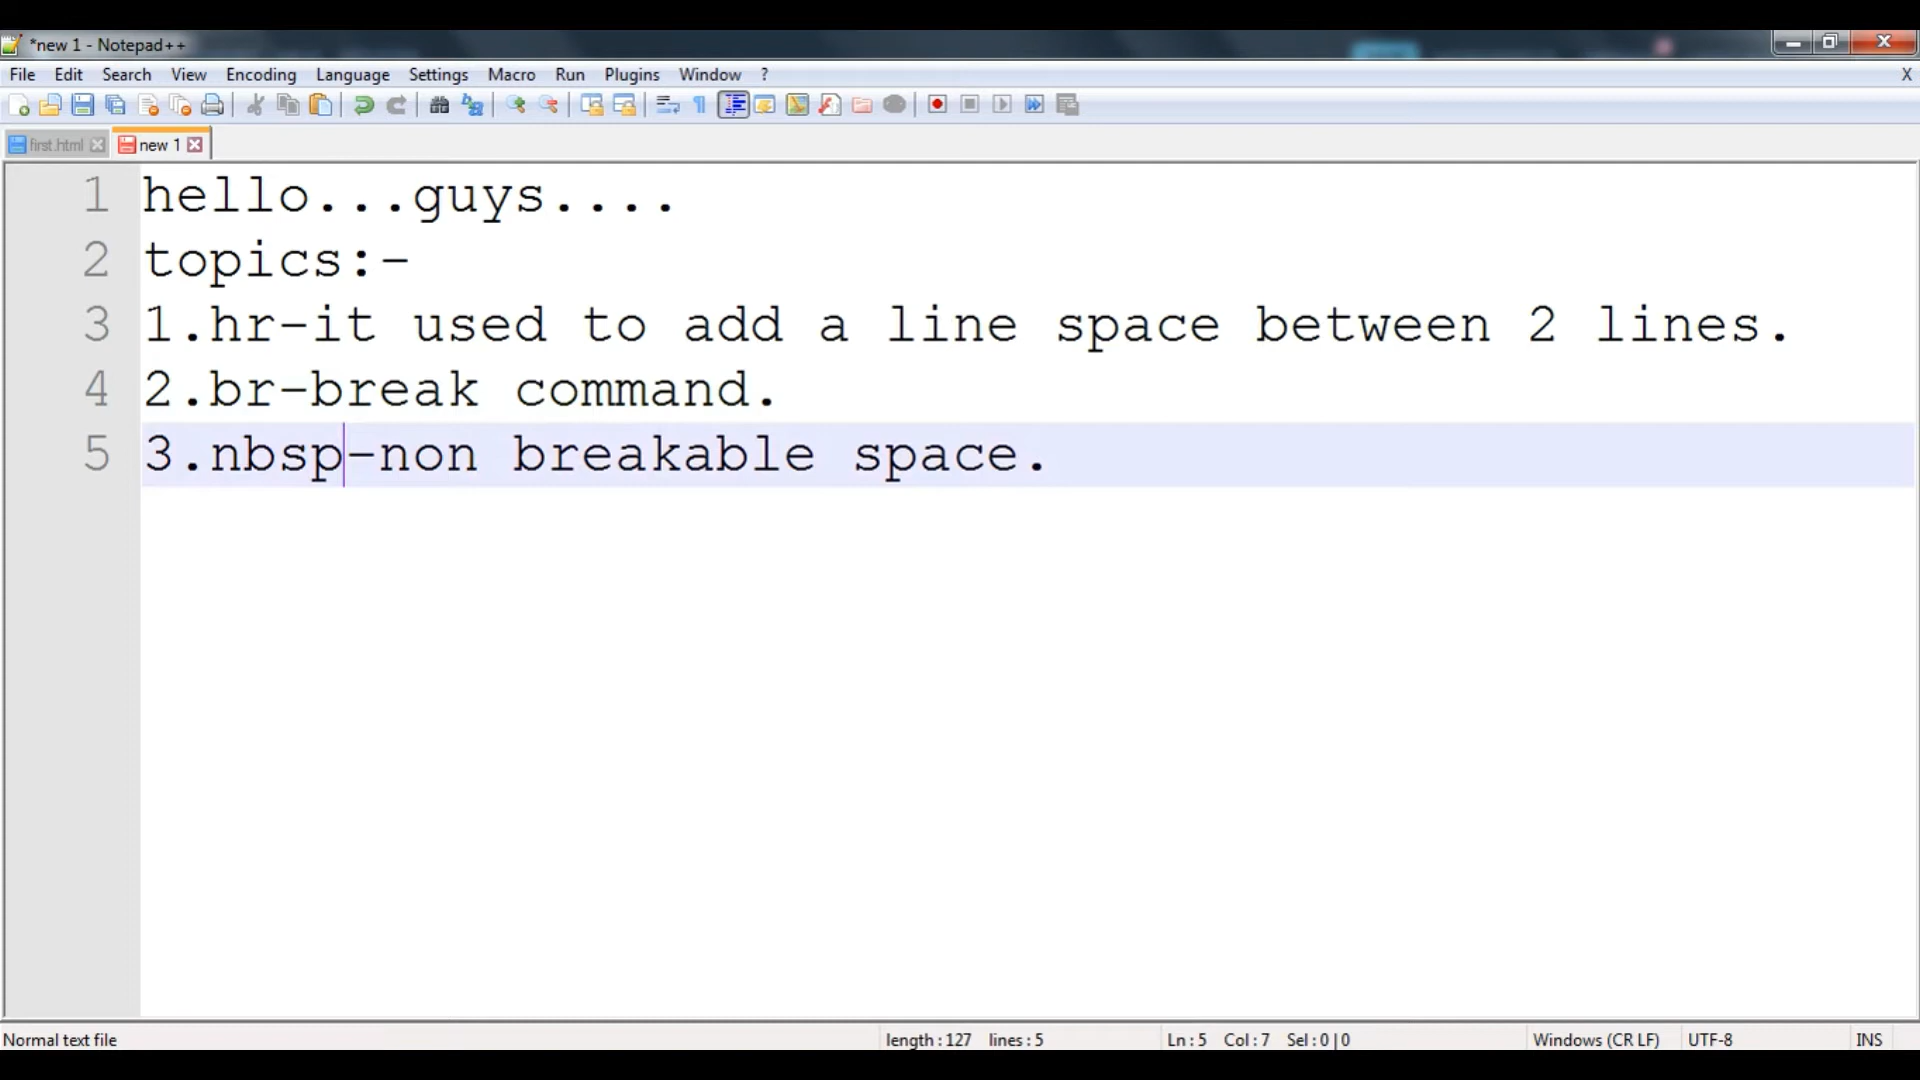 *new 1 - Notepad++
File Edit Search View Encoding Language Settings Macro Run Plugins Window ? X
first.html new 1
1 hello...guys....
2 topics:-
3 1.hr-it used to add a line space between 2 lines.
4 2.br-break command.
5 3.nbsp-non breakable space.
Normal text file length : 127 lines : 5 Ln : 5 Col : 7 Sel : 0 | 0 Windows (CR LF) UTF-8 INS